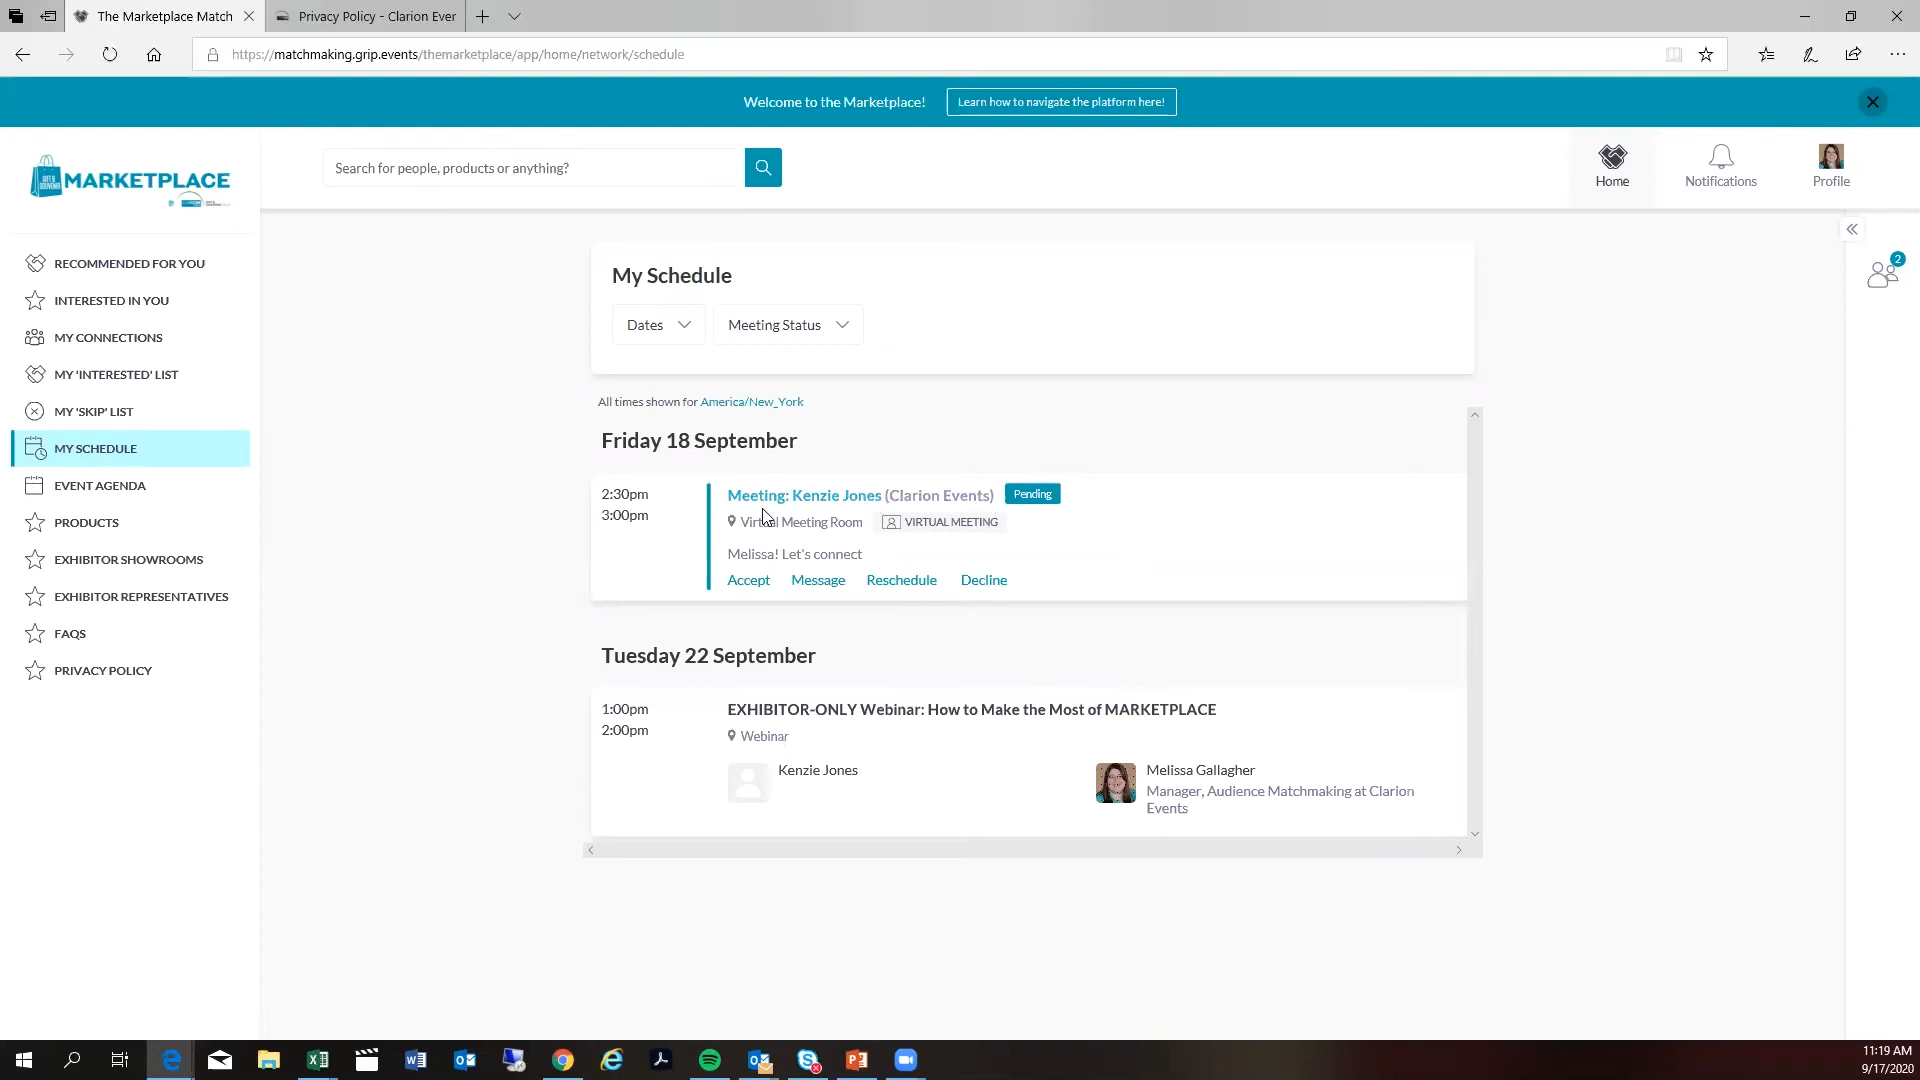 The Marketplace Match
Privacy Policy - Clarion Ever
https://matchmaking.grip.events/themarketplace/app/home/network/schedule
Welcome to the Marketplace!
Learn how to navigate the platform here!
MARKETPLACE
Search for people, products or anything?
Home
Notifications
Profile
2
RECOMMENDED FOR YOU
INTERESTED IN YOU
MY CONNECTIONS
MY 'INTERESTED' LIST
MY 'SKIP' LIST
MY SCHEDULE
EVENT AGENDA
PRODUCTS
EXHIBITOR SHOWROOMS
EXHIBITOR REPRESENTATIVES
FAQS
PRIVACY POLICY
My Schedule
Dates
Meeting Status
All times shown for America/New_York
Friday 18 September
2:30pm
3:00pm
Meeting: Kenzie Jones (Clarion Events)
Pending
Virtual Meeting Room
VIRTUAL MEETING
Melissa! Let's connect
Accept Message Reschedule Decline
Tuesday 22 September
1:00pm
2:00pm
EXHIBITOR-ONLY Webinar: How to Make the Most of MARKETPLACE
Webinar
Kenzie Jones
Melissa Gallagher
Manager, Audience Matchmaking at Clarion
Events
11:19 AM
9/17/2020